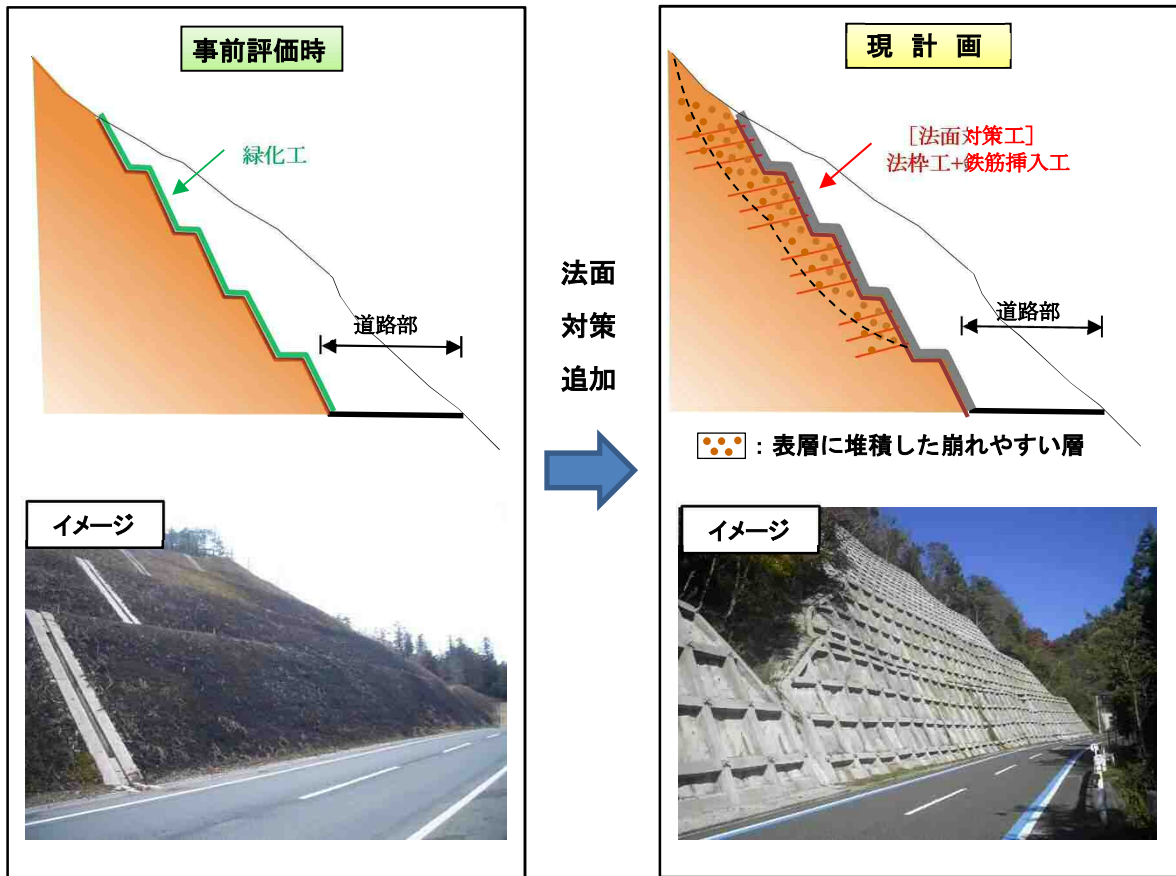 事前評価時
緑化工
道路部
イメージ
法面
対策
追加
現計画
[法面対策工]
法枠工+鉄筋挿入工
道路部
：表層に堆積した崩れやすい層
イメージ